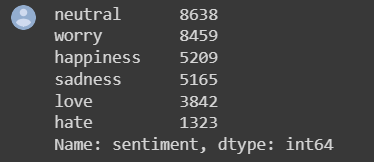 neutral 8638
worry 8459
happiness 5209
sadness 5165
love 3842
hate 1323
Name: sentiment, dtype: int64